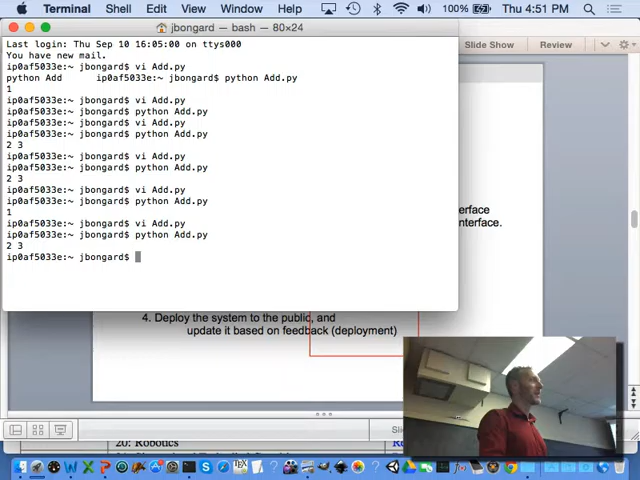 Terminal Shell Edit View Window Help 100% Thu 4:51 PM
jbongard — bash — 80×24
Slide Show Review
Last login: Thu Sep 10 16:05:00 on ttys000
You have new mail.
ip0af5033e:~ jbongard$ vi Add.py
python Add ip0af5033e:~ jbongard$ python Add.py
1
ip0af5033e:~ jbongard$ vi Add.py
ip0af5033e:~ jbongard$ python Add.py
ip0af5033e:~ jbongard$ vi Add.py
ip0af5033e:~ jbongard$ python Add.py
2 3
ip0af5033e:~ jbongard$ vi Add.py
ip0af5033e:~ jbongard$ python Add.py
2 3
ip0af5033e:~ jbongard$ vi Add.py
ip0af5033e:~ jbongard$ python Add.py
1
ip0af5033e:~ jbongard$ vi Add.py
ip0af5033e:~ jbongard$ python Add.py
2 3
ip0af5033e:~ jbongard$
erface
nterface.
4. Deploy the system to the public, and
update it based on feedback (deployment)
20: Robotics